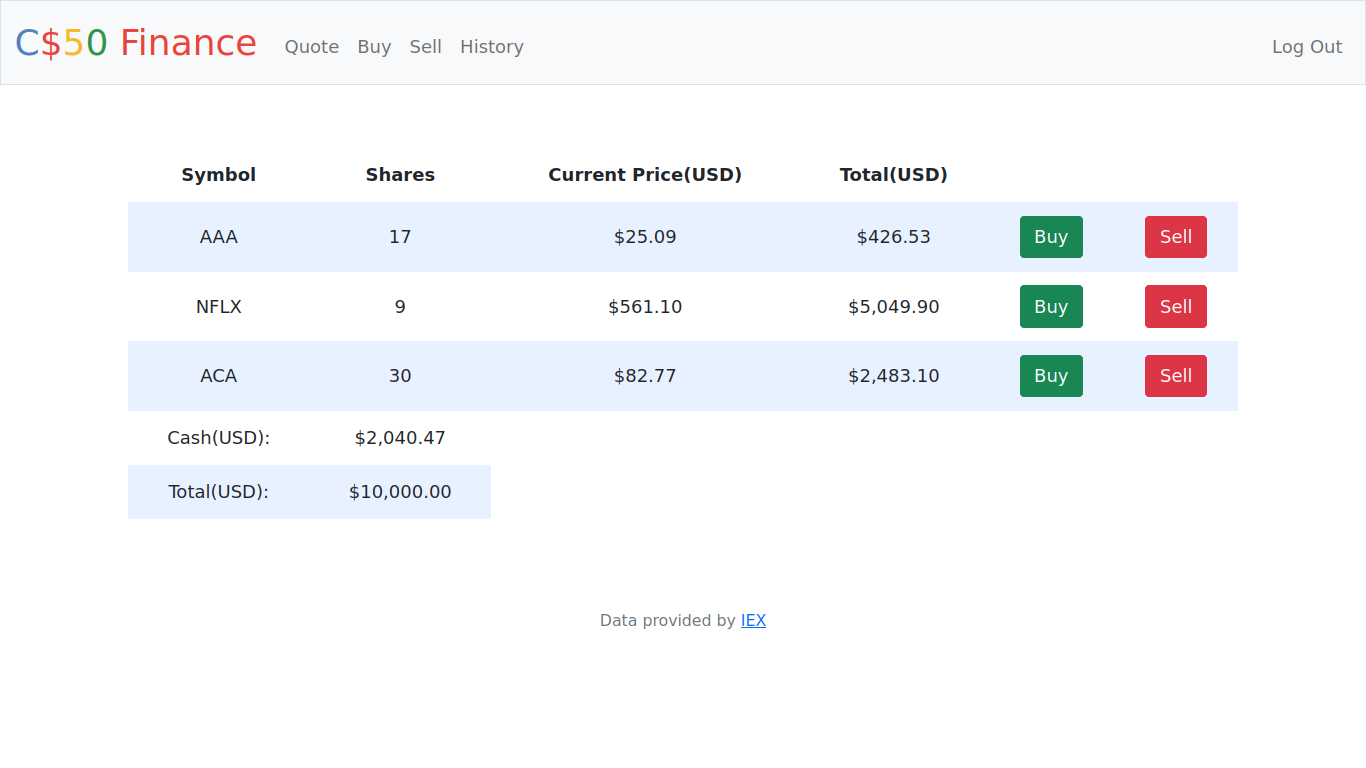 C$50 Finance Quote Buy Sell History Log Out
Symbol Shares Current Price(USD) Total(USD)
AAA 17 $25.09 $426.53 Buy Sell
NFLX 9 $561.10 $5,049.90 Buy Sell
ACA 30 $82.77 $2,483.10 Buy Sell
Cash(USD): $2,040.47
Total(USD): $10,000.00
Data provided by IEX